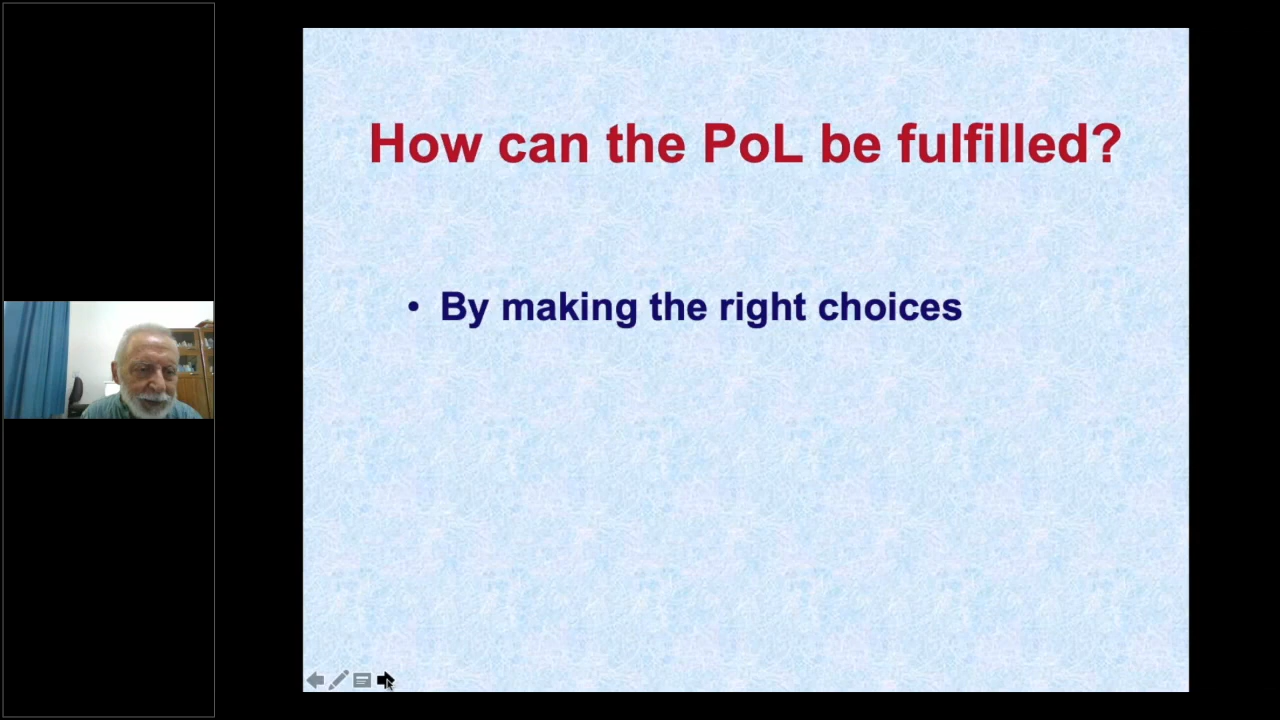 How can the PoL be fulfilled?
• By making the right choices